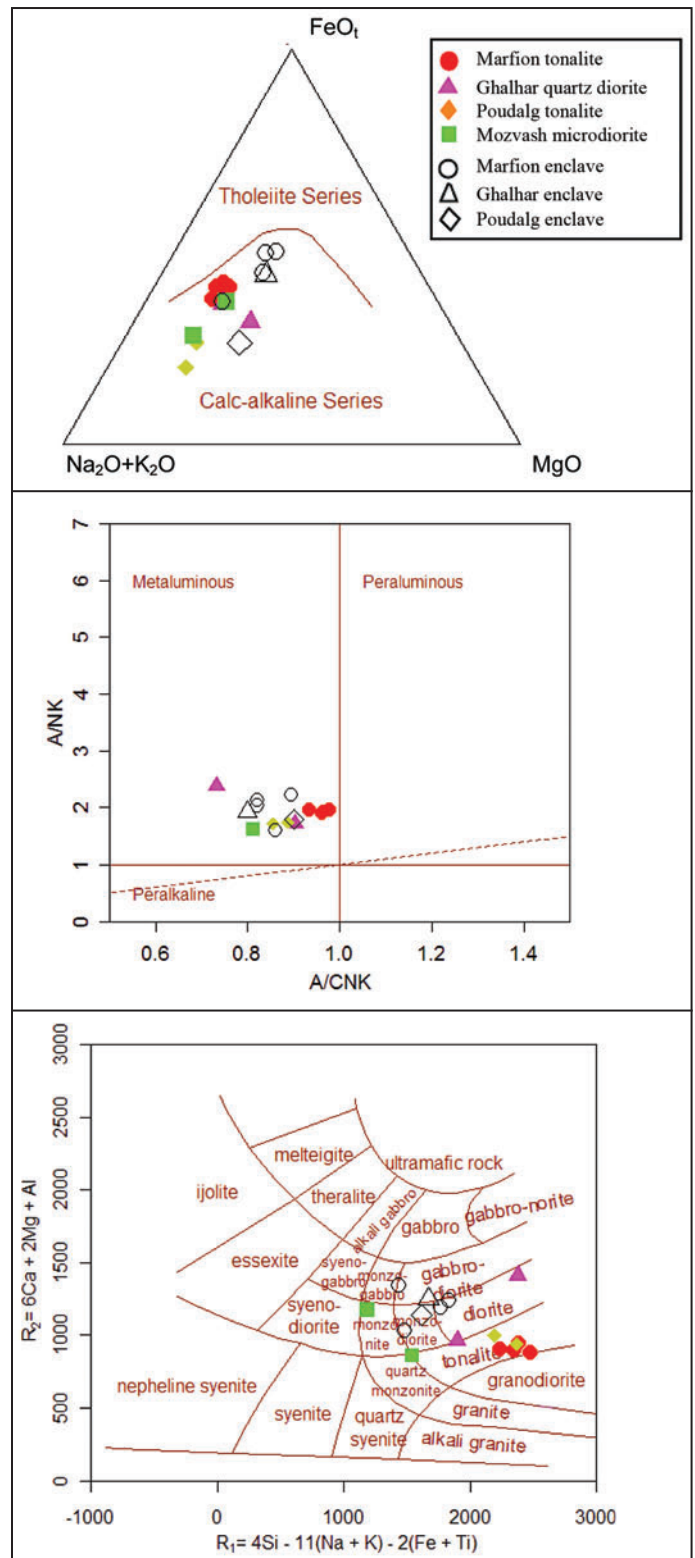 FeOt
Marfion tonalite
Ghalhar quartz diorite
Poudalg tonalite
Mozvash microdiorite
Marfion enclave
Ghalhar enclave
Poudalg enclave
Tholeiite Series
Calc-alkaline Series
Na2O+K2O
MgO
7
6
5
4
3
2
1
0
A/NK
Metaluminous
Peraluminous
Peralkaline
0.6
0.8
1.0
1.2
1.4
A/CNK
3000
2500
2000
1500
1000
500
0
R2= 6Ca + 2Mg + Al
melteigite
ultramafic rock
ijolite
theralite
alkali gabbro
gabbro
gabbro-norite
essexite
syeno-
gabbro
monzo-
gabbro
gabbro-
diorite
syeno-
diorite
monzo-
nite
monzo-
diorite
diorite
tonalite
nepheline syenite
quartz
monzonite
granodiorite
syenite
quartz
syenite
granite
alkali granite
-1000
0
1000
2000
3000
R1= 4Si - 11(Na + K) - 2(Fe + Ti)